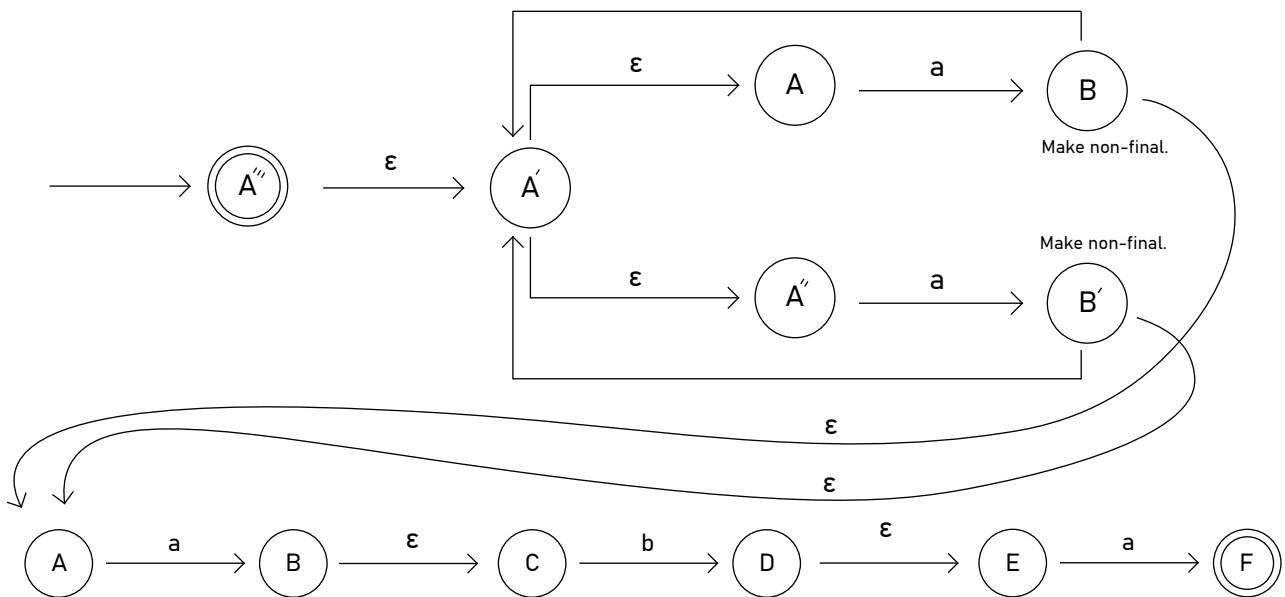 ε A a B
Make non-final.
A‴ ε A′
Make non-final.
ε A″ a B′
ε
ε
A a B ε C b D ε E a F